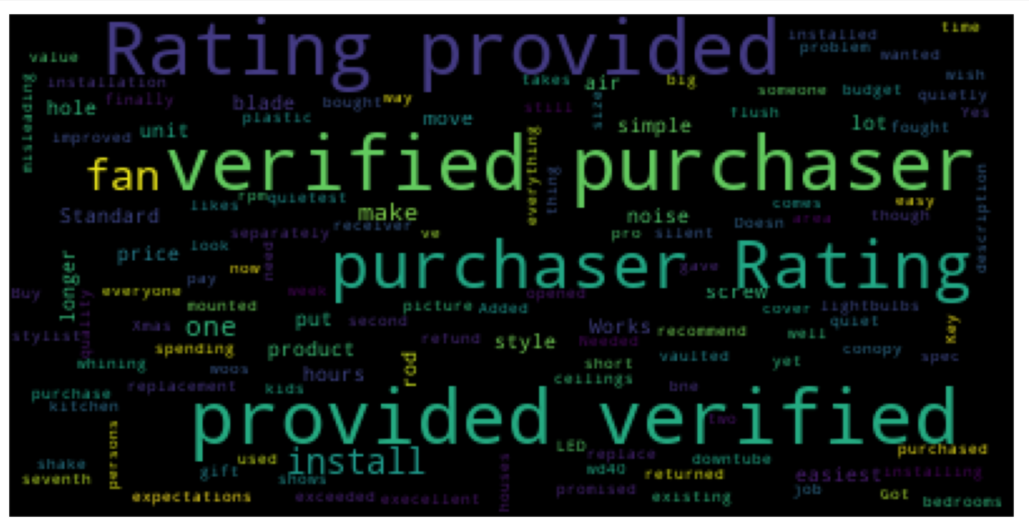 Rating provided
installed
time
problem
wanted
value
installation
takes
air
big
wish
misleading
hole
finally
blade
bought
way
still
size
someone
budget
quietly
Yes
plastic
move
flush
improved
unit
simple
lot
fought
fan
verified purchaser
everything
thing
description
likes
rpm
quietest
comes
easy
Standard
make
noise
Doesn
area
though
separately
receiver
ve
pro
silent
price
look
need
purchaser Rating
gave
longer
pay
now
Buy
everyone
week
opened
screw
mounted
picture
Added
cover
lightbulbs
quality
Xmas
one
put
second
Works
recommend
well
quiet
key
stylist
refund
style
Needed
spending
product
short
vaulted
yet
conopy
spec
whining
woos
hours
rod
ceilings
purchase
replacement
kids
bne
kitchen
provided verified
two
persons
LED
purchased
shake
used
install
replace
downtube
seventh
gift
shows
houses
wd40
returned
easiest
installing
expectations
exceeded
execellent
promised
existing
job
Got
bedrooms